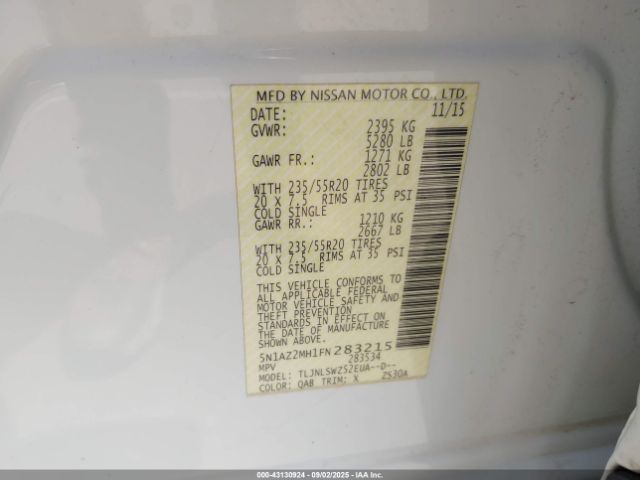 MFD BY NISSAN MOTOR CO., LTD.
DATE: 11/15
GVWR: 2395 KG
5280 LB
GAWR FR.: 1271 KG
2802 LB
WITH 235/55R20 TIRES
20 X 7.5 RIMS AT 35 PSI
COLD SINGLE
GAWR RR.: 1210 KG
2667 LB
WITH 235/55R20 TIRES
20 X 7.5 RIMS AT 35 PSI
COLD SINGLE
THIS VEHICLE CONFORMS TO
ALL APPLICABLE FEDERAL
MOTOR VEHICLE SAFETY AND
THEFT PREVENTION
STANDARDS IN EFFECT ON
THE DATE OF MANUFACTURE
SHOWN ABOVE.
5N1AZ2MH1FN283215
MPV 283534
MODEL: TLJNLSWZ52EUA--D--
COLOR: QAB TRIM: X Z530A
000-43130924 | 09/02/2025 | IAAI.COM